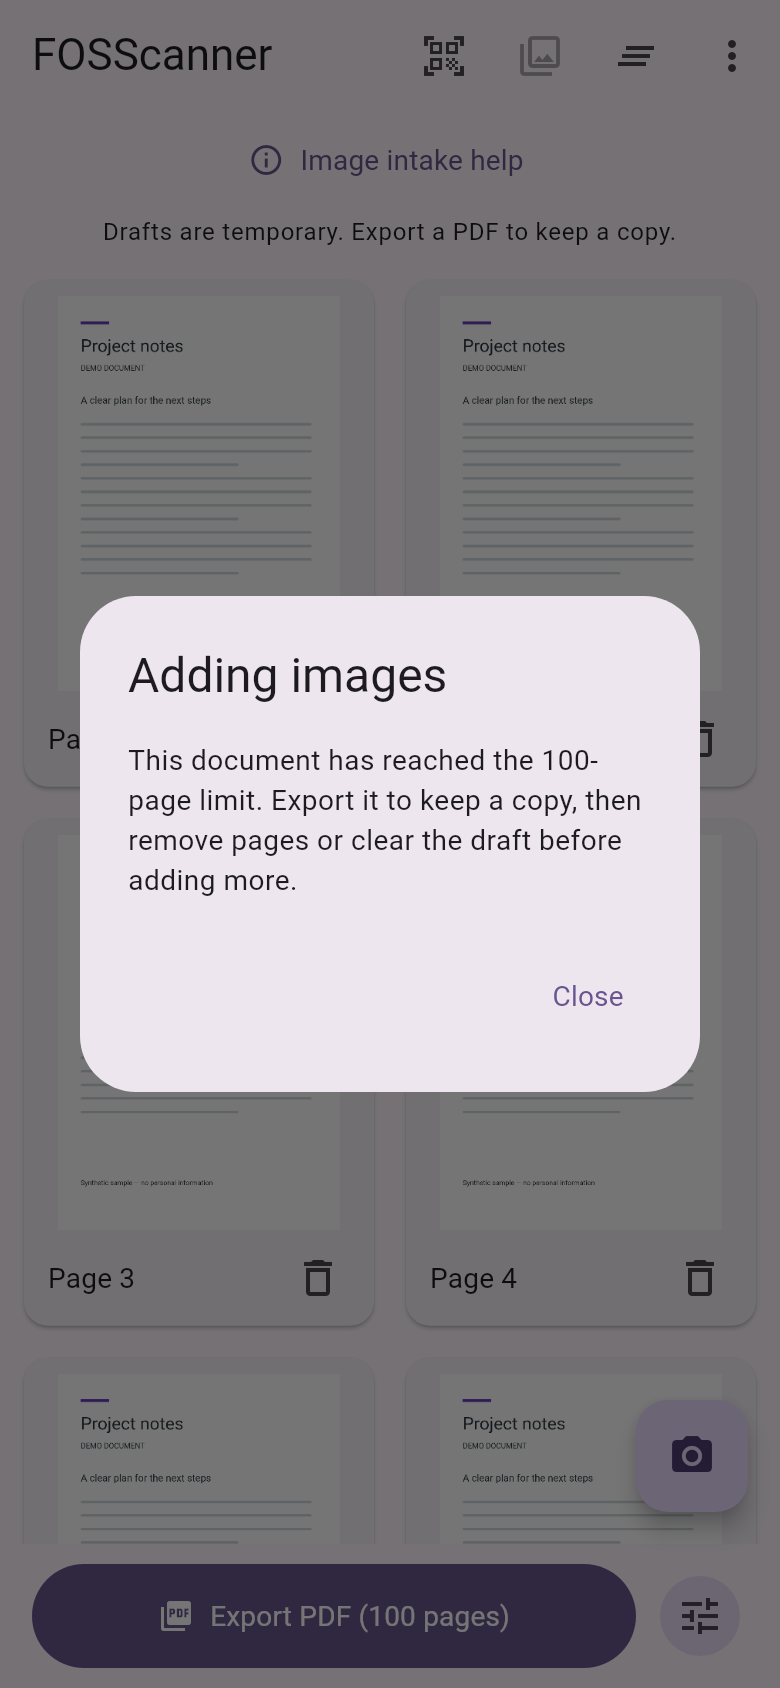 FOSScanner
Image intake help
Drafts are temporary. Export a PDF to keep a copy.
Project notes
DEMO DOCUMENT
A clear plan for the next steps
Project notes
DEMO DOCUMENT
A clear plan for the next steps
Pa
Adding images
This document has reached the 100-
page limit. Export it to keep a copy, then
remove pages or clear the draft before
adding more.
Close
Synthetic sample — no personal information
Synthetic sample — no personal information
Page 3
Page 4
Project notes
DEMO DOCUMENT
A clear plan for the next steps
Project notes
DEMO DOCUMENT
A clear plan for the next steps
PDF
Export PDF (100 pages)